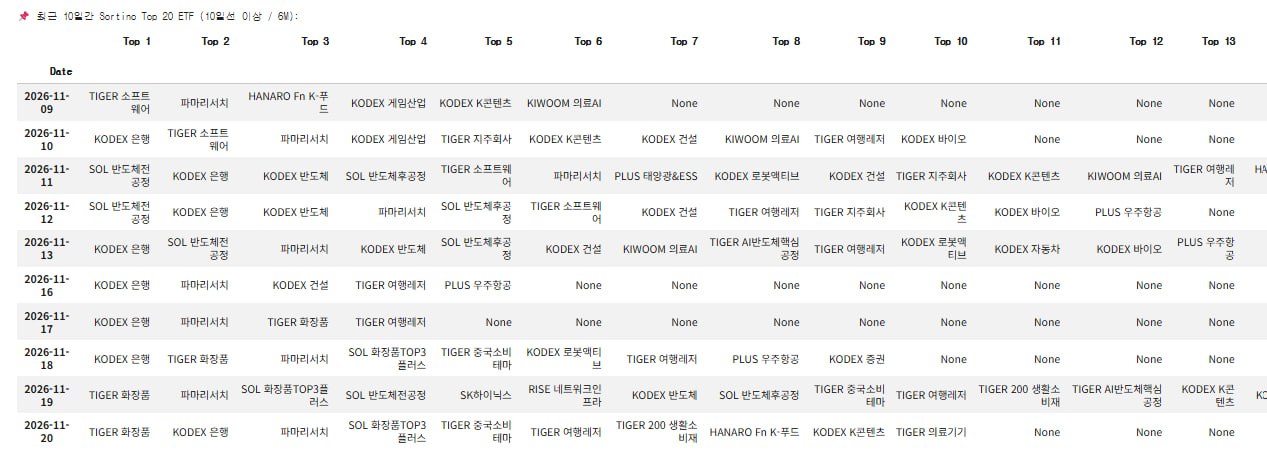 📌 최근 10일간 Sortino Top 20 ETF (10일선 이상 / 6M):
Top 1 Top 2 Top 3 Top 4 Top 5 Top 6 Top 7 Top 8 Top 9 Top 10 Top 11 Top 12 Top 13
Date
2026-11-09 TIGER 소프트웨어 파마리서치 HANARO Fn K-푸드 KODEX 게임산업 KODEX K콘텐츠 KIWOOM 의료AI None None None None None None None
2026-11-10 KODEX 은행 TIGER 소프트웨어 파마리서치 KODEX 게임산업 TIGER 지주회사 KODEX K콘텐츠 KODEX 건설 KIWOOM 의료AI TIGER 여행레저 KODEX 바이오 None None None
2026-11-11 SOL 반도체전공정 KODEX 은행 KODEX 반도체 SOL 반도체후공정 TIGER 소프트웨어 파마리서치 PLUS 태양광&ESS KODEX 로봇액티브 KODEX 건설 TIGER 지주회사 KODEX K콘텐츠 KIWOOM 의료AI TIGER 여행레저 HA
2026-11-12 SOL 반도체전공정 KODEX 은행 KODEX 반도체 파마리서치 SOL 반도체후공정 TIGER 소프트웨어 KODEX 건설 TIGER 여행레저 TIGER 지주회사 KODEX K콘텐츠 KODEX 바이오 PLUS 우주항공 None
2026-11-13 KODEX 은행 SOL 반도체전공정 파마리서치 KODEX 반도체 SOL 반도체후공정 KODEX 건설 KIWOOM 의료AI TIGER AI반도체핵심공정 TIGER 여행레저 KODEX 로봇액티브 KODEX 자동차 KODEX 바이오 PLUS 우주항공
2026-11-16 KODEX 은행 파마리서치 KODEX 건설 TIGER 여행레저 PLUS 우주항공 None None None None None None None None
2026-11-17 KODEX 은행 파마리서치 TIGER 화장품 TIGER 여행레저 None None None None None None None None None
2026-11-18 KODEX 은행 TIGER 화장품 파마리서치 SOL 화장품TOP3플러스 TIGER 중국소비테마 KODEX 로봇액티브 TIGER 여행레저 PLUS 우주항공 KODEX 증권 None None None None
2026-11-19 TIGER 화장품 파마리서치 SOL 화장품TOP3플러스 SOL 반도체전공정 SK하이닉스 RISE 네트워크인프라 KODEX 반도체 SOL 반도체후공정 TIGER 중국소비테마 TIGER 여행레저 TIGER 200 생활소비재 TIGER AI반도체핵심공정 KODEX K콘텐츠
2026-11-20 TIGER 화장품 KODEX 은행 파마리서치 SOL 화장품TOP3플러스 TIGER 중국소비테마 TIGER 여행레저 TIGER 200 생활소비재 HANARO Fn K-푸드 KODEX K콘텐츠 TIGER 의료기기 None None None